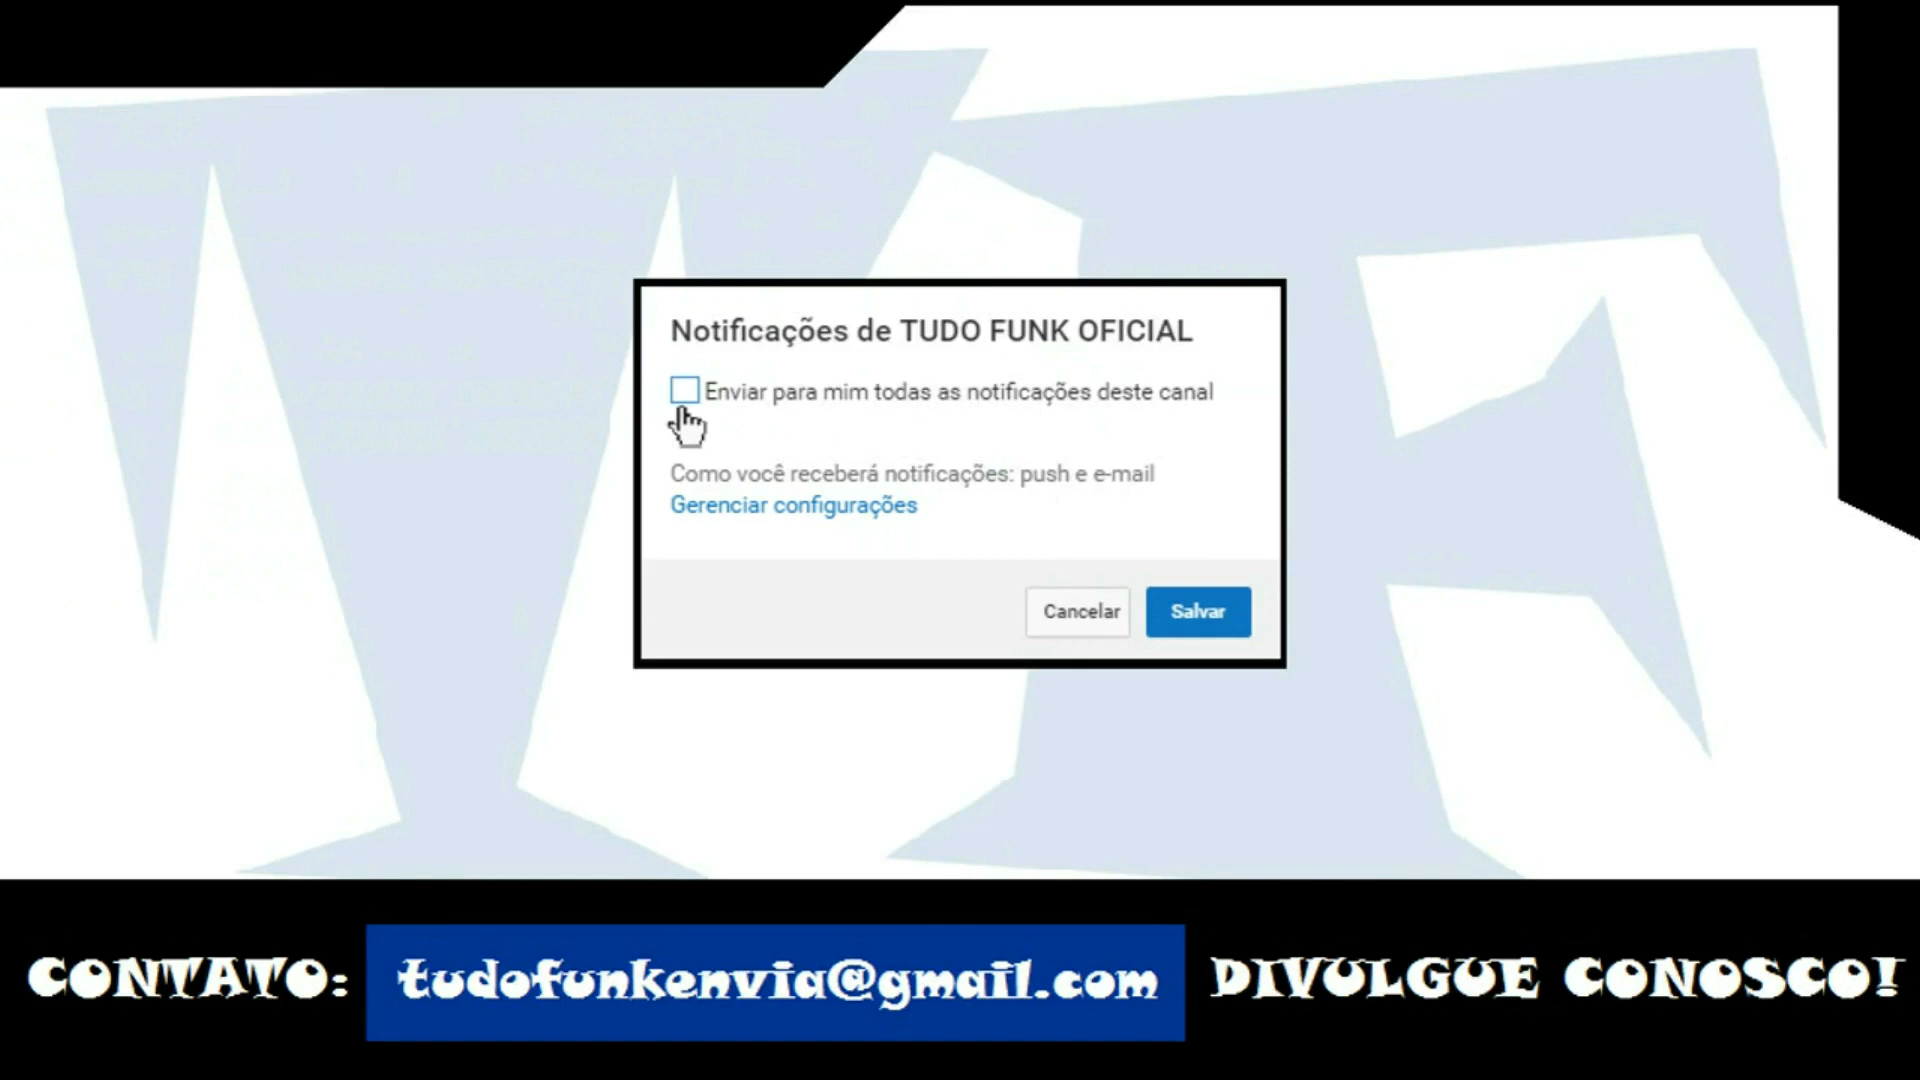 Notificações de TUDO FUNK OFICIAL
Enviar para mim todas as notificações deste canal
Como você receberá notificações: push e e-mail
Gerenciar configurações
Cancelar Salvar
CONTATO: tudofunkenvia@gmail.com DIVULGUE CONOSCO!